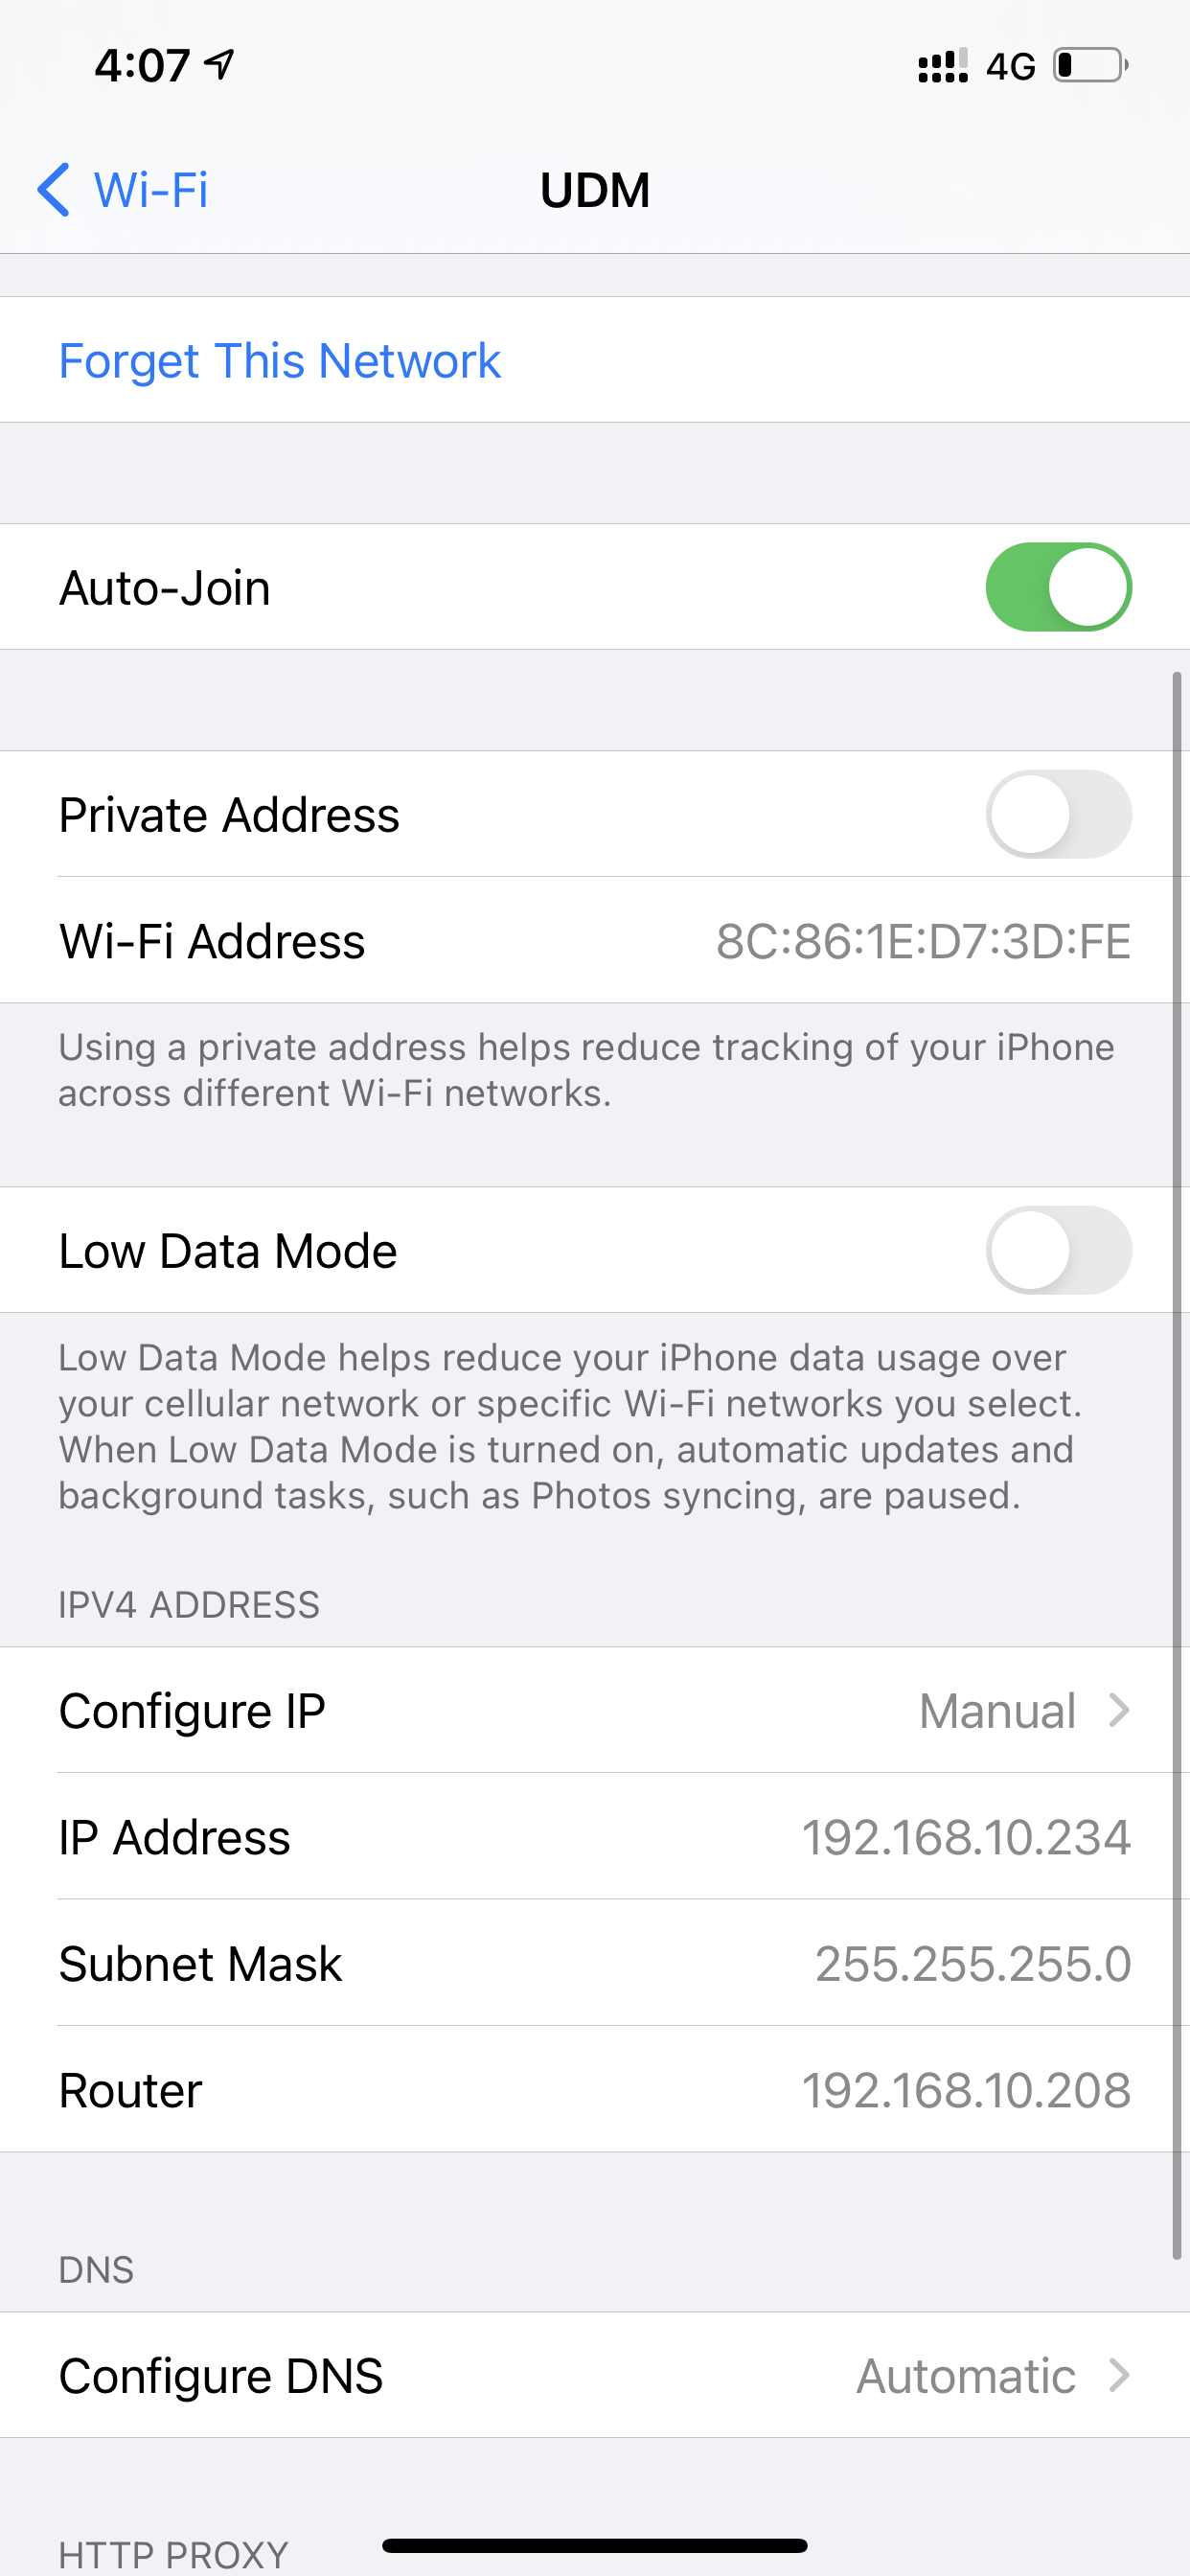 4:07
4G
Wi-Fi
UDM
Forget This Network
Auto-Join
Private Address
Wi-Fi Address 8C:86:1E:D7:3D:FE
Using a private address helps reduce tracking of your iPhone
across different Wi-Fi networks.
Low Data Mode
Low Data Mode helps reduce your iPhone data usage over
your cellular network or specific Wi-Fi networks you select.
When Low Data Mode is turned on, automatic updates and
background tasks, such as Photos syncing, are paused.
IPV4 ADDRESS
Configure IP Manual
IP Address 192.168.10.234
Subnet Mask 255.255.255.0
Router 192.168.10.208
DNS
Configure DNS Automatic
HTTP PROXY